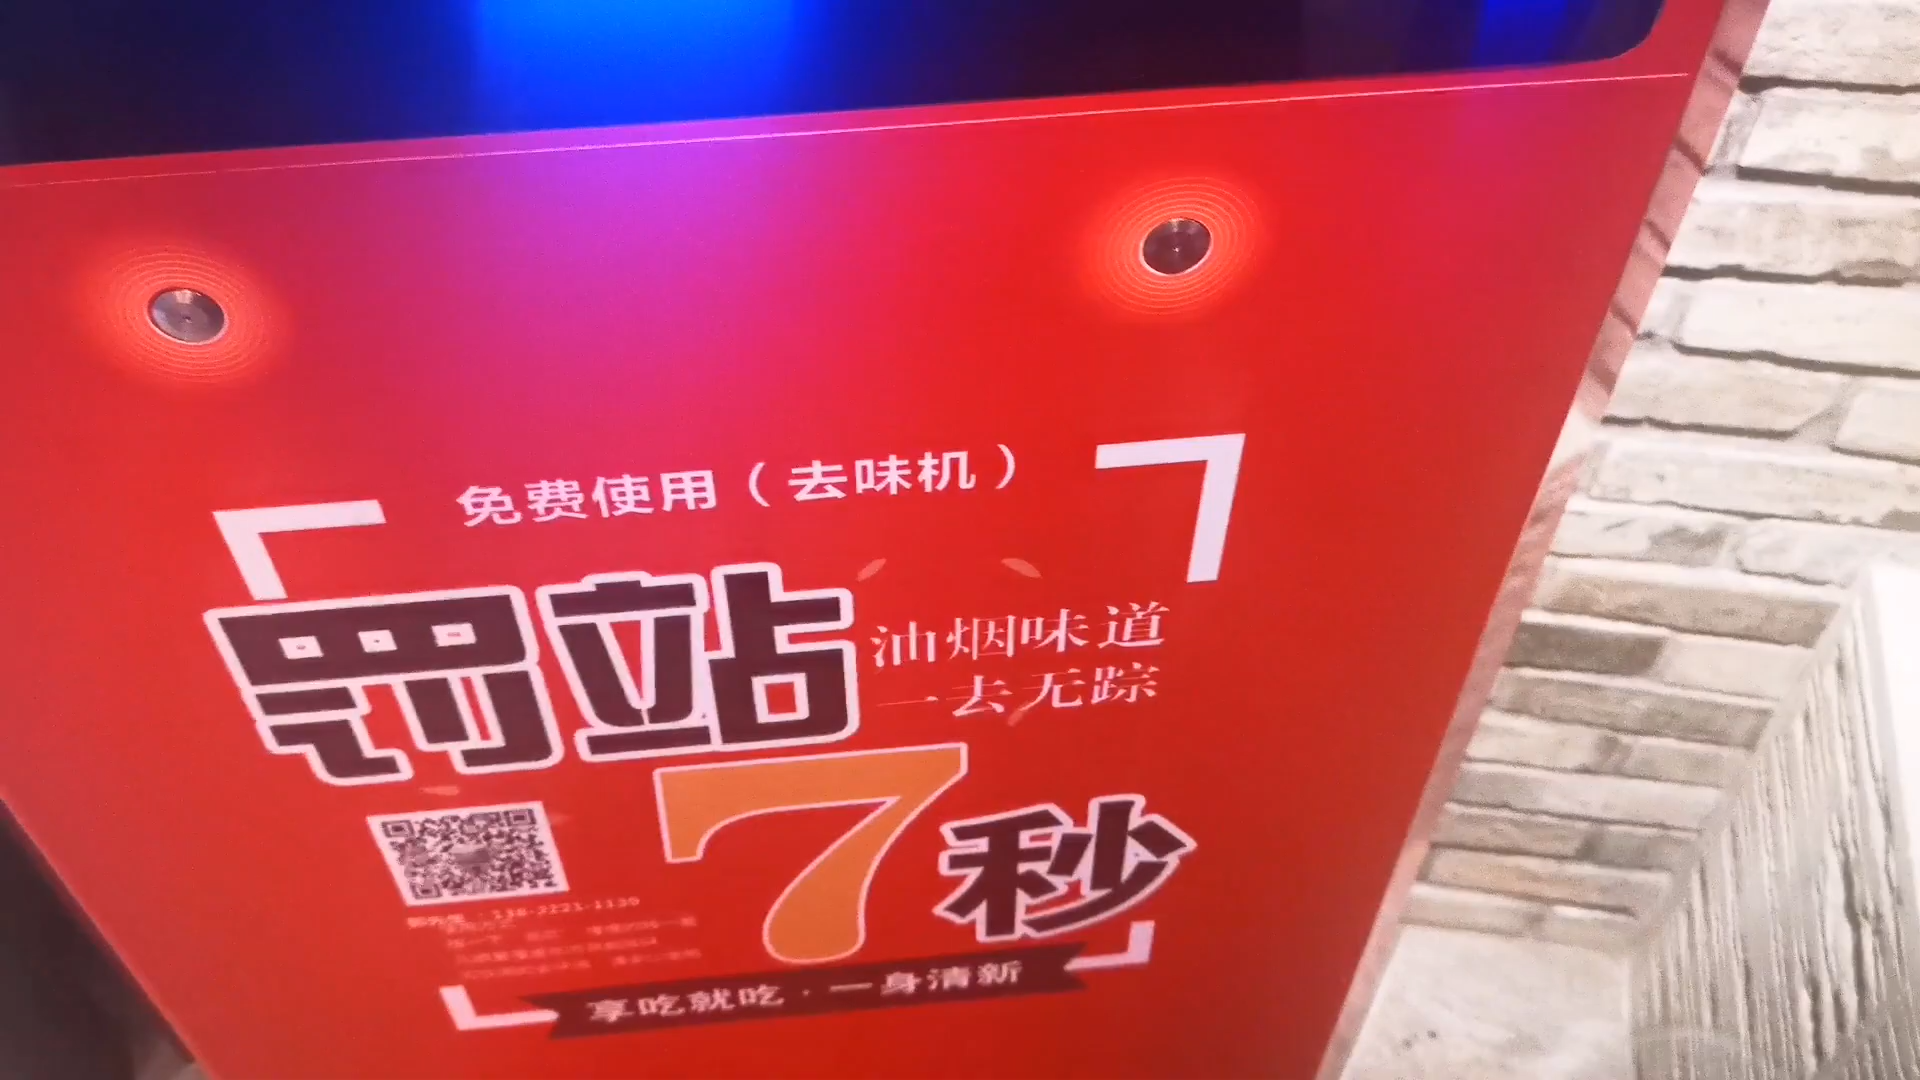 免费使用（去味机）
罚站
油烟味道
一去无踪
7秒
享吃就吃·一身清新